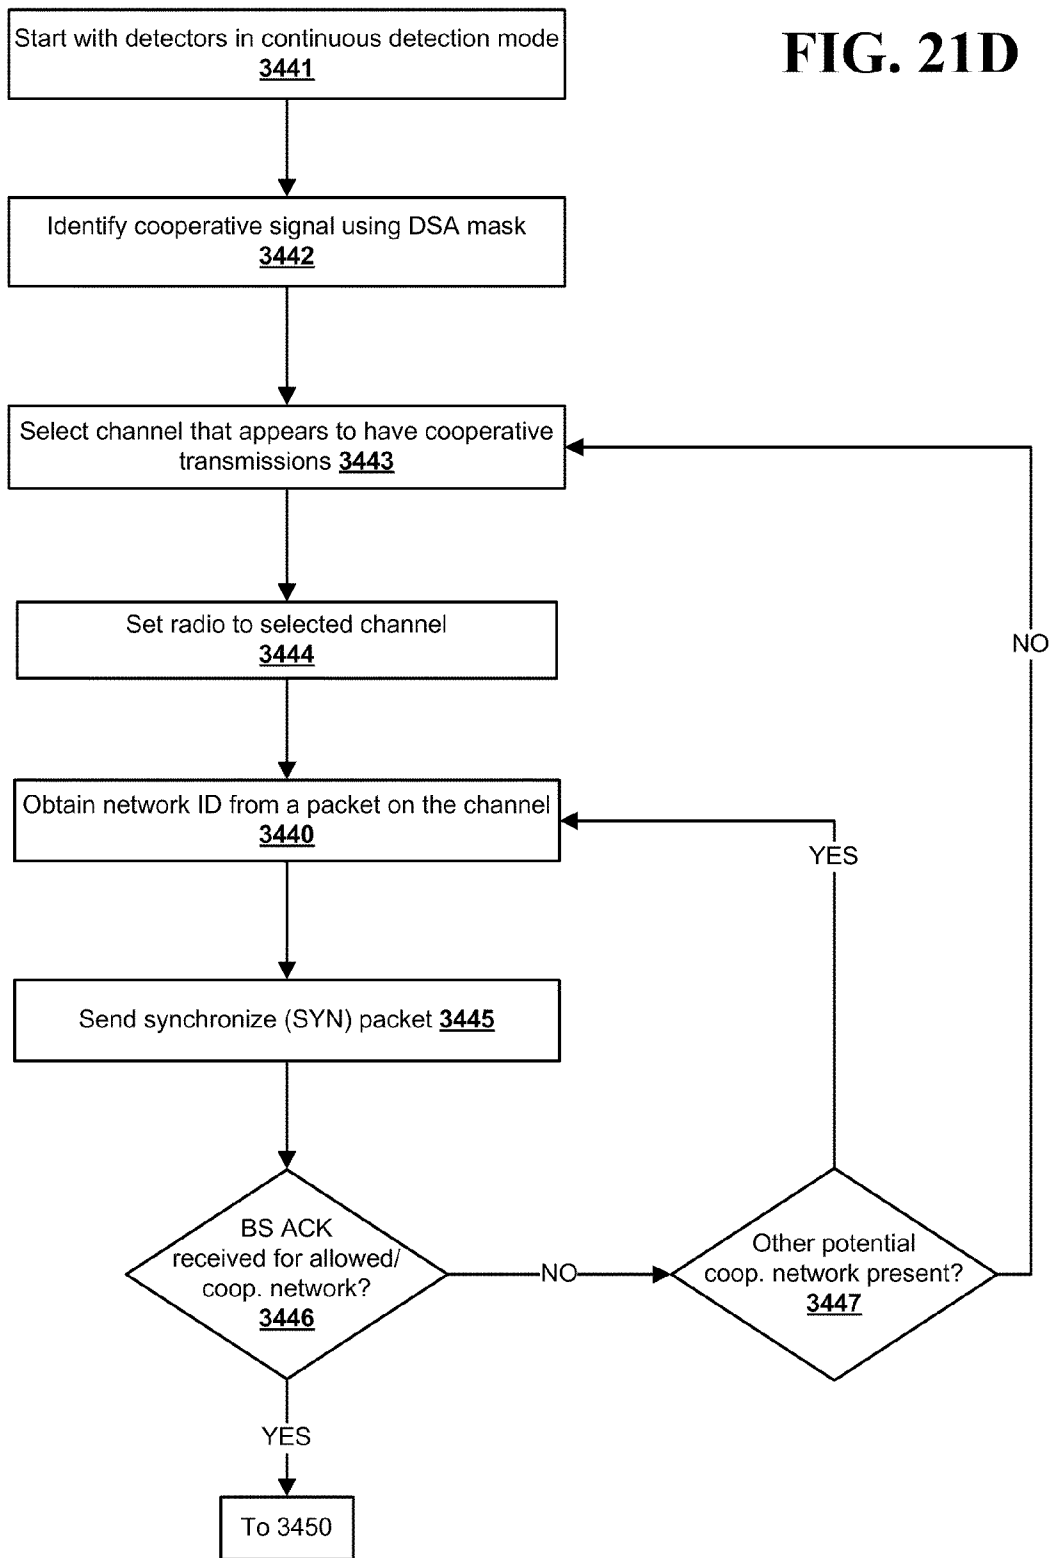 Start with detectors in continuous detection mode
3441
FIG. 21D
Identify cooperative signal using DSA mask
3442
Select channel that appears to have cooperative
transmissions 3443
Set radio to selected channel
3444
NO
Obtain network ID from a packet on the channel
3440
YES
Send synchronize (SYN) packet 3445
BS ACK
received for allowed/
coop. network?
3446
NO
Other potential
coop. network present?
3447
YES
To 3450